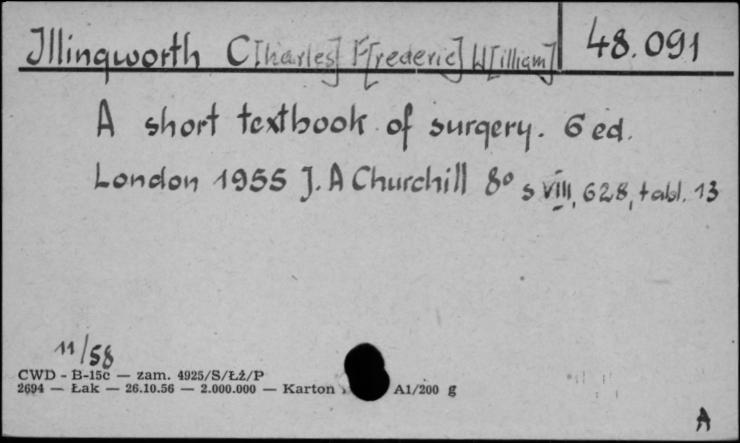 Illingworth C[harles] F[rederic] W[illiam] 48.091
A short textbook of surgery. 6 ed.
London 1955 J. A Churchill 8° s VIII, 628, tabl. 13
11/58
CWD - B-15c — zam. 4925/S/Łż/P
2694 — Łak — 26.10.56 — 2.000.000 — Karton A1/200 g
A